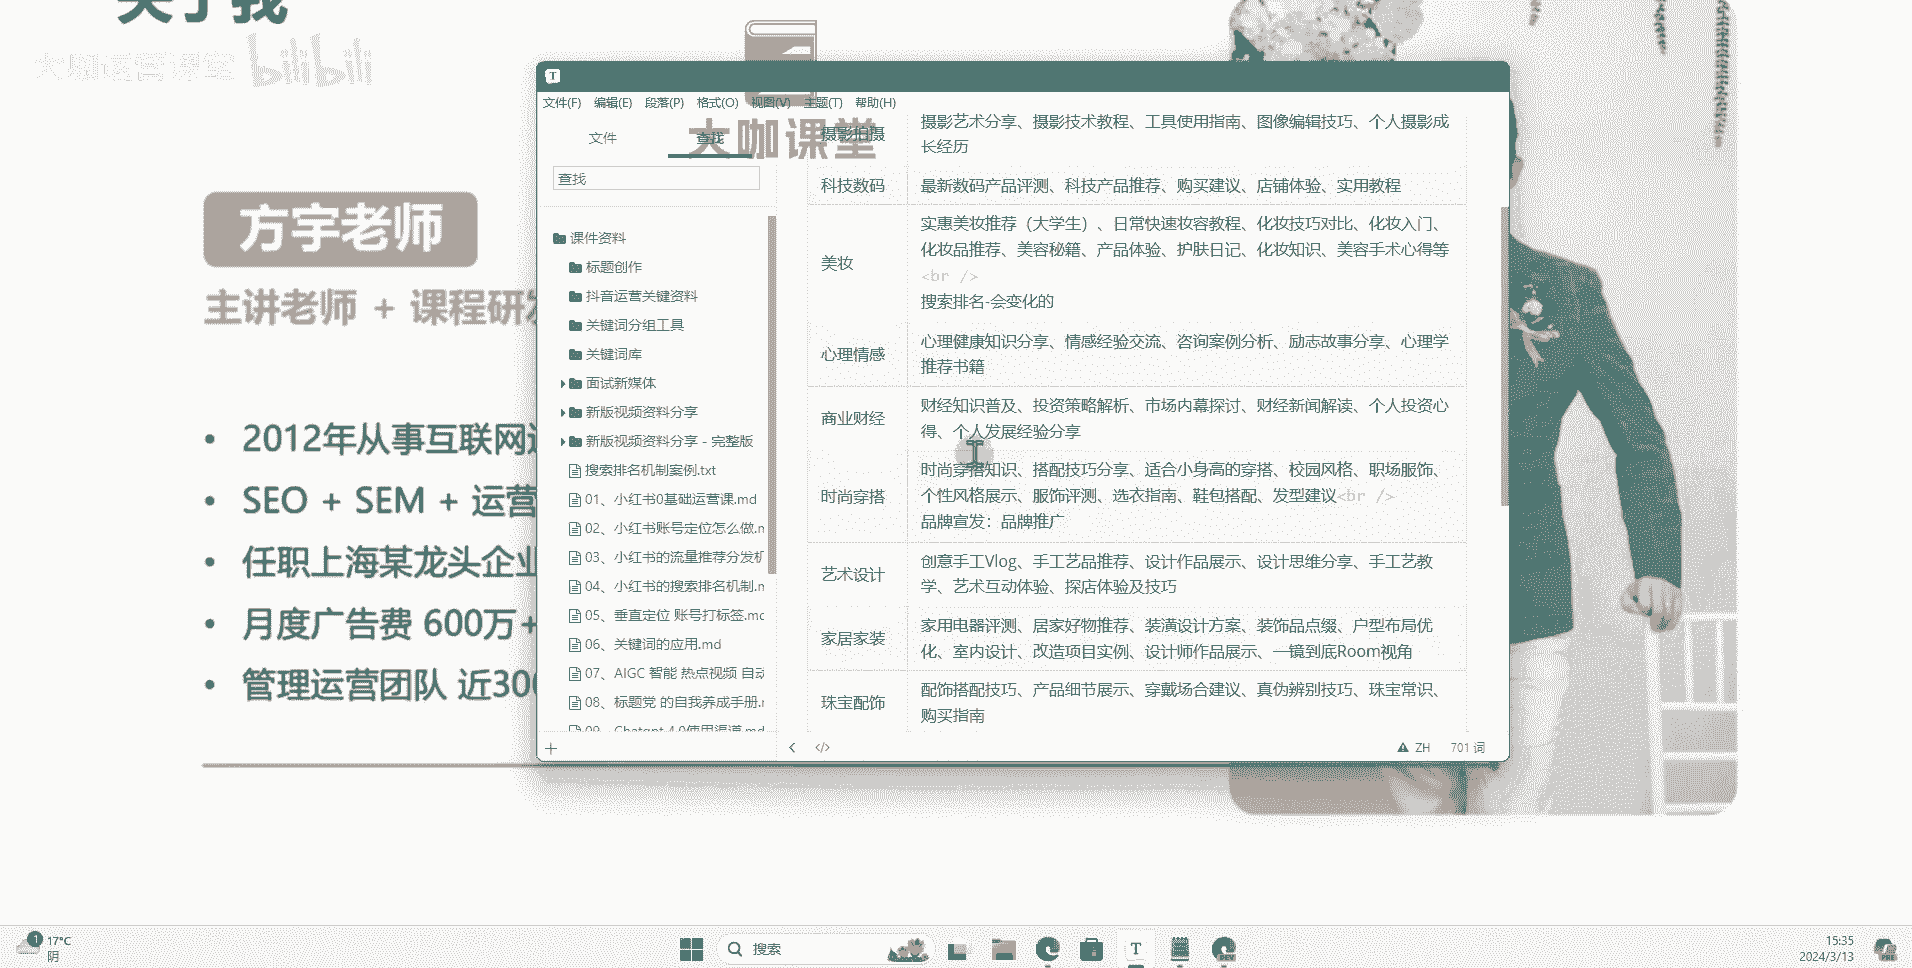 关于我
大咖运营课堂 bilibili
大咖课堂
方宇老师
主讲老师 + 课程研发
2012年从事互联网
SEO + SEM + 运营
任职上海某龙头企业
月度广告费 600万+
管理运营团队 近300
文件(F) 编辑(E) 段落(P) 格式(O) 视图(V) 主题(T) 帮助(H)
文件 查找
查找
课件资料
标题创作
抖音运营关键资料
关键词分组工具
关键词库
面试新媒体
新版视频资料分享
新版视频资料分享 - 完整版
搜索排名机制案例.txt
01、小红书0基础运营课.md
02、小红书账号定位怎么做.m
03、小红书的流量推荐分发机
04、小红书的搜索排名机制.m
05、垂直定位 账号打标签.mc
06、关键词的应用.md
07、AIGC 智能 热点视频 自动
08、标题党 的自我养成手册.r
09、Chatgpt 4.0使用渠道.md
摄影拍摄
摄影艺术分享、摄影技术教程、工具使用指南、图像编辑技巧、个人摄影成
长经历
科技数码
最新数码产品评测、科技产品推荐、购买建议、店铺体验、实用教程
美妆
实惠美妆推荐（大学生）、日常快速妆容教程、化妆技巧对比、化妆入门、
化妆品推荐、美容秘籍、产品体验、护肤日记、化妆知识、美容手术心得等
<br />
搜索排名-会变化的
心理情感
心理健康知识分享、情感经验交流、咨询案例分析、励志故事分享、心理学
推荐书籍
商业财经
财经知识普及、投资策略解析、市场内幕探讨、财经新闻解读、个人投资心
得、个人发展经验分享
时尚穿搭
时尚穿搭知识、搭配技巧分享、适合小身高的穿搭、校园风格、职场服饰、
个性风格展示、服饰评测、选衣指南、鞋包搭配、发型建议<br />
品牌宣发：品牌推广
艺术设计
创意手工Vlog、手工艺品推荐、设计作品展示、设计思维分享、手工艺教
学、艺术互动体验、探店体验及技巧
家居家装
家用电器评测、居家好物推荐、装潢设计方案、装饰品点缀、户型布局优
化、室内设计、改造项目实例、设计师作品展示、一镜到底Room视角
珠宝配饰
配饰搭配技巧、产品细节展示、穿戴场合建议、真伪辨别技巧、珠宝常识、
购买指南
ZH 701 词
1 17°C
阴
搜索
15:35
2024/3/13